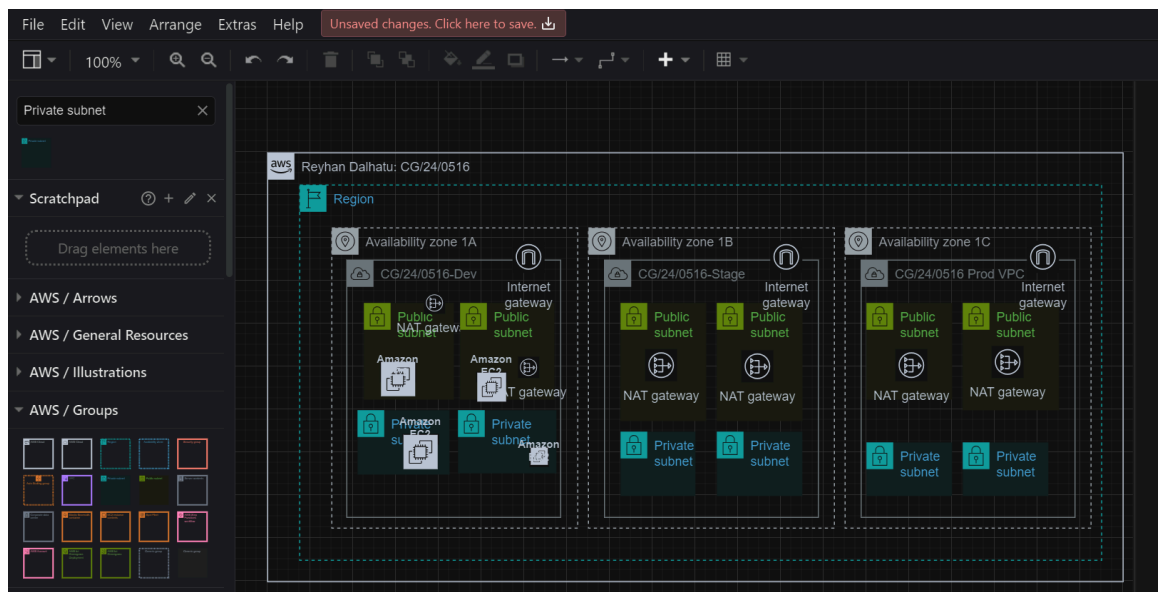 File Edit View Arrange Extras Help Unsaved changes. Click here to save.
100%
Private subnet
Scratchpad
Drag elements here
AWS / Arrows
AWS / General Resources
AWS / Illustrations
AWS / Groups
aws Reyhan Dalhatu: CG/24/0516
Region
Availability zone 1A
CG/24/0516-Dev
Internet
gateway
Public
subnet
NAT gatew
Public
subnet
Amazon
Amazon
EC2
T gateway
Private
su
Amazon
EC2
Private
subnet
Amazon
Availability zone 1B
CG/24/0516-Stage
Internet
gateway
Public
subnet
Public
subnet
NAT gateway
NAT gateway
Private
subnet
Private
subnet
Availability zone 1C
CG/24/0516 Prod VPC
Internet
gateway
Public
subnet
Public
subnet
NAT gateway
NAT gateway
Private
subnet
Private
subnet